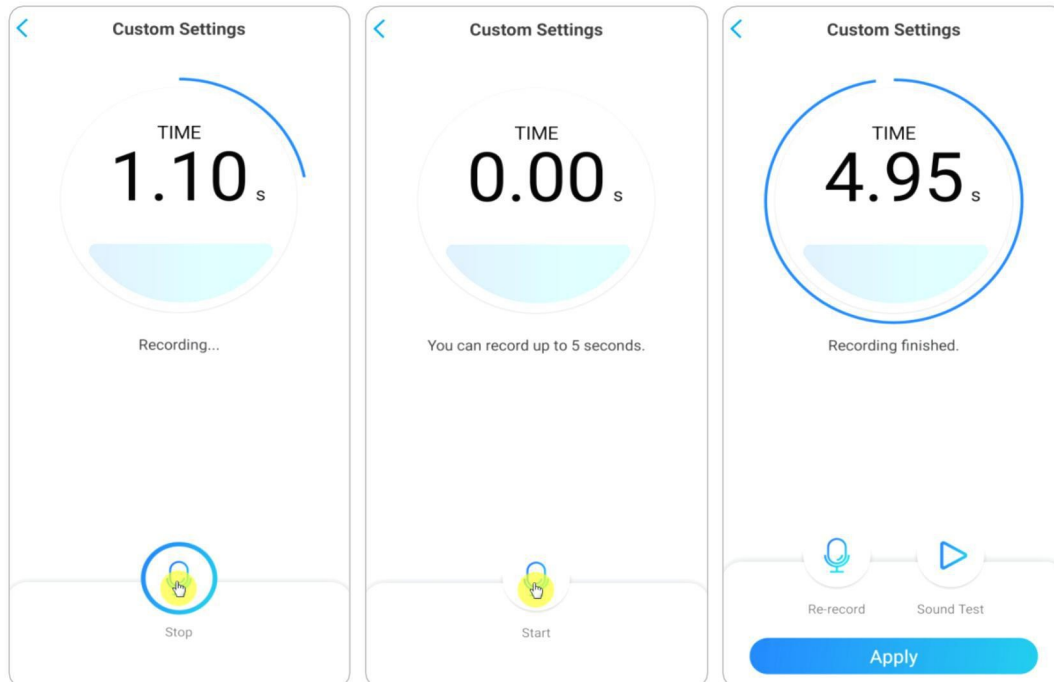 Custom Settings
TIME
1.10 s
Recording...
Stop
Custom Settings
TIME
0.00 s
You can record up to 5 seconds.
Start
Custom Settings
TIME
4.95 s
Recording finished.
Re-record Sound Test
Apply